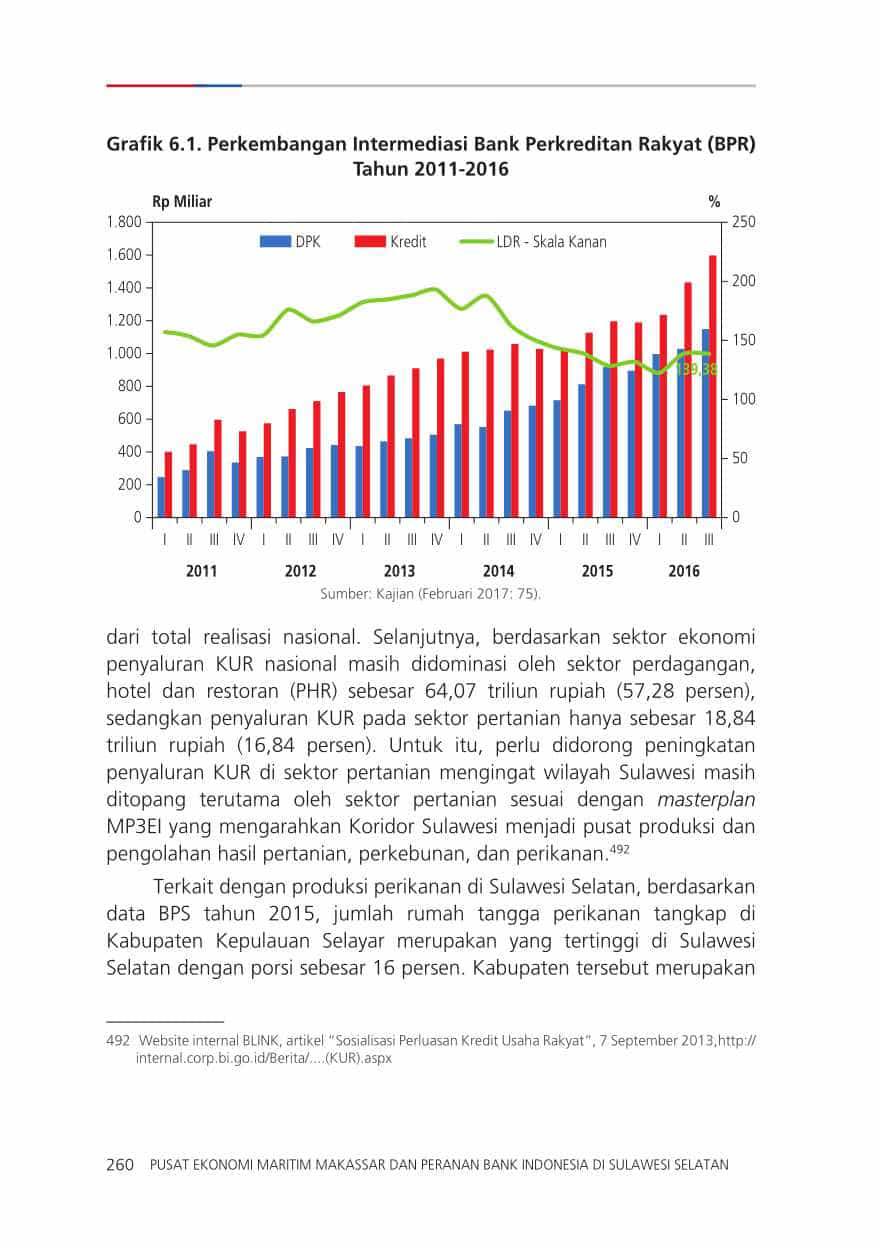 Grafik 6.1. Perkembangan Intermediasi Bank Perkreditan Rakyat (BPR)
Tahun 2011-2016
Rp Miliar %
1.800 250
DPK Kredit LDR - Skala Kanan
1.600
1.400 200
1.200
150
1.000
139,38
800
100
600
400 50
200
0 0
I II III IV I II III IV I II III IV I II III IV I II III IV I II III
2011 2012 2013 2014 2015 2016
Sumber: Kajian (Februari 2017: 75).
dari total realisasi nasional. Selanjutnya, berdasarkan sektor ekonomi
penyaluran KUR nasional masih didominasi oleh sektor perdagangan,
hotel dan restoran (PHR) sebesar 64,07 triliun rupiah (57,28 persen),
sedangkan penyaluran KUR pada sektor pertanian hanya sebesar 18,84
triliun rupiah (16,84 persen). Untuk itu, perlu didorong peningkatan
penyaluran KUR di sektor pertanian mengingat wilayah Sulawesi masih
ditopang terutama oleh sektor pertanian sesuai dengan masterplan
MP3EI yang mengarahkan Koridor Sulawesi menjadi pusat produksi dan
pengolahan hasil pertanian, perkebunan, dan perikanan.492
Terkait dengan produksi perikanan di Sulawesi Selatan, berdasarkan
data BPS tahun 2015, jumlah rumah tangga perikanan tangkap di
Kabupaten Kepulauan Selayar merupakan yang tertinggi di Sulawesi
Selatan dengan porsi sebesar 16 persen. Kabupaten tersebut merupakan
492 Website internal BLINK, artikel “Sosialisasi Perluasan Kredit Usaha Rakyat”, 7 September 2013,http://
internal.corp.bi.go.id/Berita/....(KUR).aspx
260 PUSAT EKONOMI MARITIM MAKASSAR DAN PERANAN BANK INDONESIA DI SULAWESI SELATAN